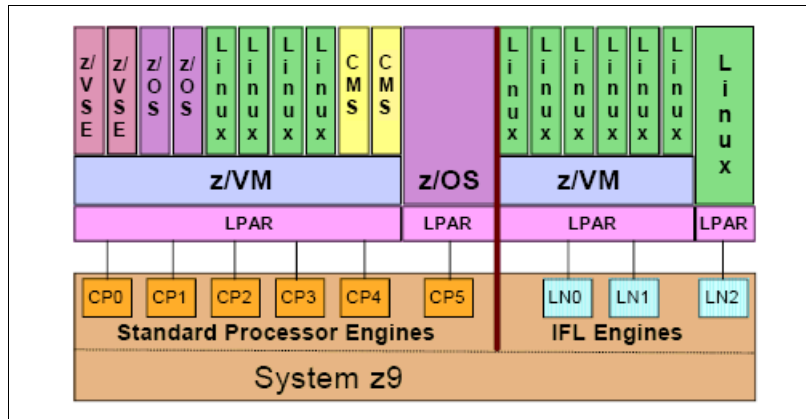 z/VSE z/VSE z/OS z/OS Linux Linux Linux Linux CMS CMS Linux Linux Linux Linux Linux Linux Linux
z/VM z/OS z/VM
LPAR LPAR LPAR LPAR
CP0 CP1 CP2 CP3 CP4 CP5 LN0 LN1 LN2
Standard Processor Engines IFL Engines
System z9